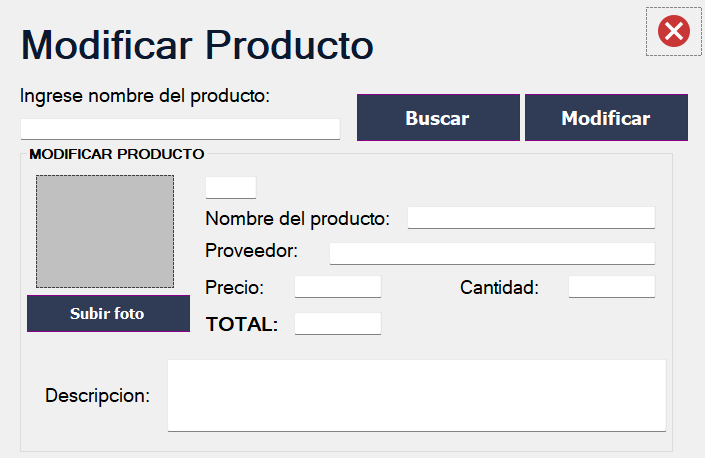 Modificar Producto
Ingrese nombre del producto:
Buscar
Modificar
MODIFICAR PRODUCTO
Nombre del producto:
Proveedor:
Precio:
Cantidad:
Subir foto
TOTAL:
Descripcion: